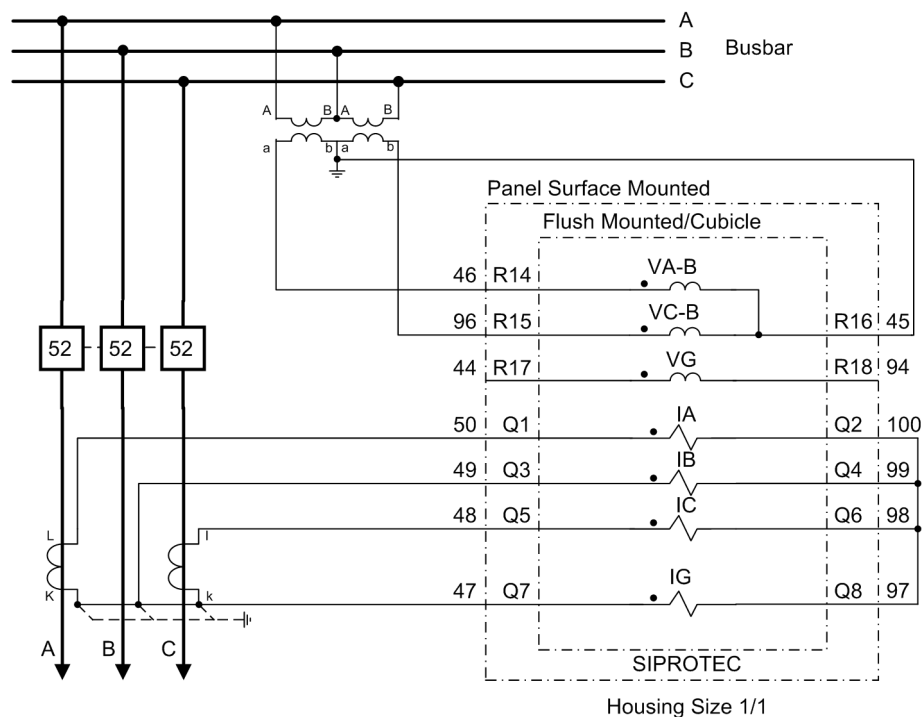 A
B Busbar
C
A B A B
a b a b
Panel Surface Mounted
Flush Mounted/Cubicle
46 R14 VA-B
96 R15 VC-B R16 45
44 R17 VG R18 94
52 52 52
50 Q1 IA Q2 100
49 Q3 IB Q4 99
48 Q5 IC Q6 98
L l
K k
47 Q7 IG Q8 97
A B C
SIPROTEC
Housing Size 1/1